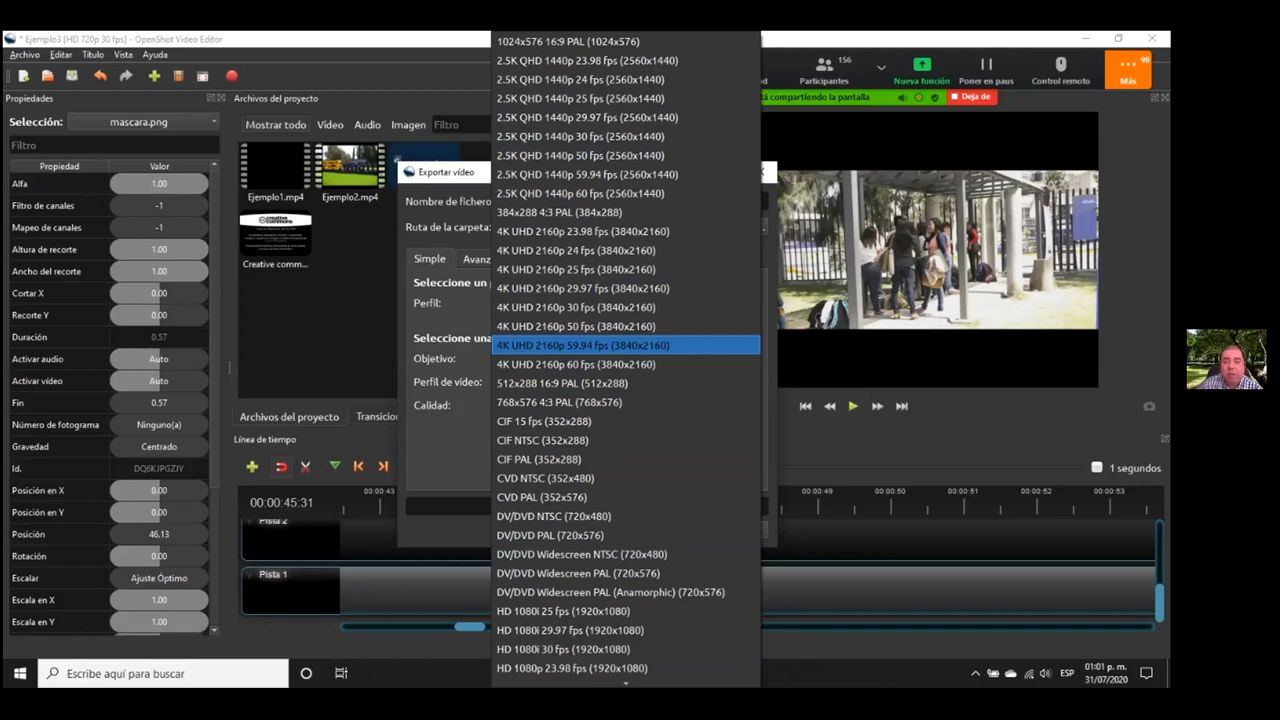 * Ejemplo3 [HD 720p 30 fps] - OpenShot Video Editor
Archivo Editar Título Vista Ayuda
Propiedades
Selección: mascara.png
Filtro
Propiedad Valor
Alfa 1.00
Filtro de canales -1
Mapeo de canales -1
Altura de recorte 1.00
Ancho del recorte 1.00
Cortar X 0.00
Recorte Y 0.00
Duración 0.57
Activar audio Auto
Activar vídeo Auto
Fin 0.57
Número de fotograma Ninguno(a)
Gravedad Centrado
Id. DQ6KJPGZJY
Posición en X 0.00
Posición en Y 0.00
Posición 46.13
Rotación 0.00
Escalar Ajuste Óptimo
Escala en X 1.00
Escala en Y 1.00
Archivos del proyecto
Mostrar todo Vídeo Audio Imagen Filtro
Ejemplo1.mp4 Ejemplo2.mp4
creative commons
Creative comm...
Archivos del proyecto Transicion
Exportar vídeo
Nombre de fichero
Ruta de la carpeta:
Simple Avanz
Seleccione un
Perfil:
Seleccione una
Objetivo:
Perfil de vídeo:
Calidad:
1024x576 16:9 PAL (1024x576)
2.5K QHD 1440p 23.98 fps (2560x1440)
2.5K QHD 1440p 24 fps (2560x1440)
2.5K QHD 1440p 25 fps (2560x1440)
2.5K QHD 1440p 29.97 fps (2560x1440)
2.5K QHD 1440p 30 fps (2560x1440)
2.5K QHD 1440p 50 fps (2560x1440)
2.5K QHD 1440p 59.94 fps (2560x1440)
2.5K QHD 1440p 60 fps (2560x1440)
384x288 4:3 PAL (384x288)
4K UHD 2160p 23.98 fps (3840x2160)
4K UHD 2160p 24 fps (3840x2160)
4K UHD 2160p 25 fps (3840x2160)
4K UHD 2160p 29.97 fps (3840x2160)
4K UHD 2160p 30 fps (3840x2160)
4K UHD 2160p 50 fps (3840x2160)
4K UHD 2160p 59.94 fps (3840x2160)
4K UHD 2160p 60 fps (3840x2160)
512x288 16:9 PAL (512x288)
768x576 4:3 PAL (768x576)
CIF 15 fps (352x288)
CIF NTSC (352x288)
CIF PAL (352x288)
CVD NTSC (352x480)
CVD PAL (352x576)
DV/DVD NTSC (720x480)
DV/DVD PAL (720x576)
DV/DVD Widescreen NTSC (720x480)
DV/DVD Widescreen PAL (720x576)
DV/DVD Widescreen PAL (Anamorphic) (720x576)
HD 1080i 25 fps (1920x1080)
HD 1080i 29.97 fps (1920x1080)
HD 1080i 30 fps (1920x1080)
HD 1080p 23.98 fps (1920x1080)
156 99
d Participantes Nueva función Poner en paus Control remoto Más
tá compartiendo la pantalla Deja de
Línea de tiempo
1 segundos
00:00:45:31 00:00:43 00:00:49 00:00:50 00:00:51 00:00:52 00:00:53
Pista 2
Pista 1
Escribe aquí para buscar
ESP 01:01 p. m.
31/07/2020